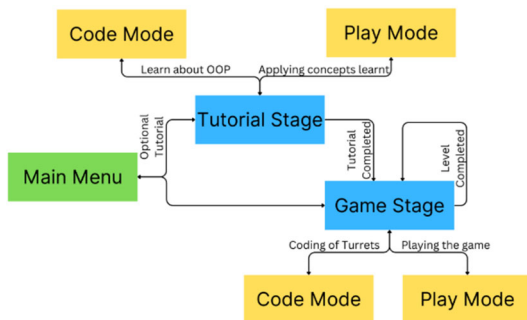 Code Mode
Play Mode
Learn about OOP
Applying concepts learnt
Tutorial Stage
Optional
Tutorial
Tutorial
Completed
Level
Completed
Main Menu
Game Stage
Coding of Turrets
Playing the game
Code Mode
Play Mode